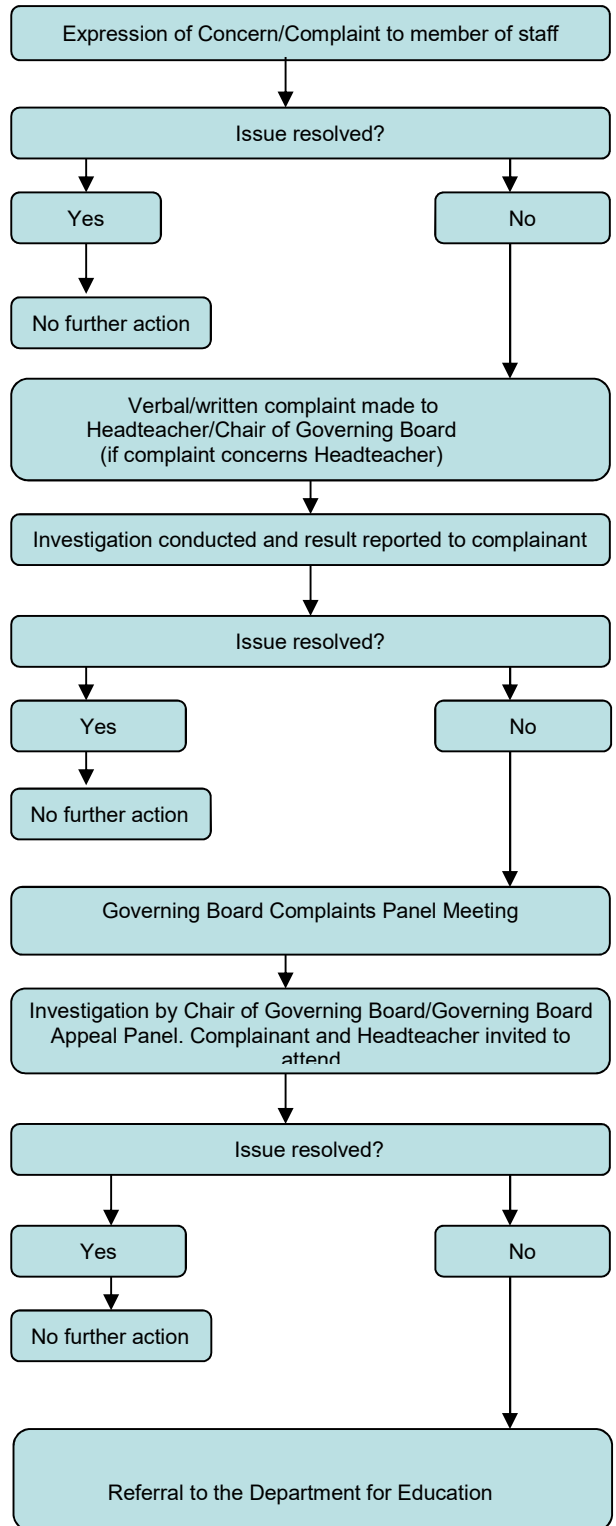 Expression of Concern/Complaint to member of staff
Issue resolved?
Yes
No
No further action
Verbal/written complaint made to
Headteacher/Chair of Governing Board
(if complaint concerns Headteacher)
Investigation conducted and result reported to complainant
Issue resolved?
Yes
No
No further action
Governing Board Complaints Panel Meeting
Investigation by Chair of Governing Board/Governing Board
Appeal Panel. Complainant and Headteacher invited to
attend
Issue resolved?
Yes
No
No further action
Referral to the Department for Education